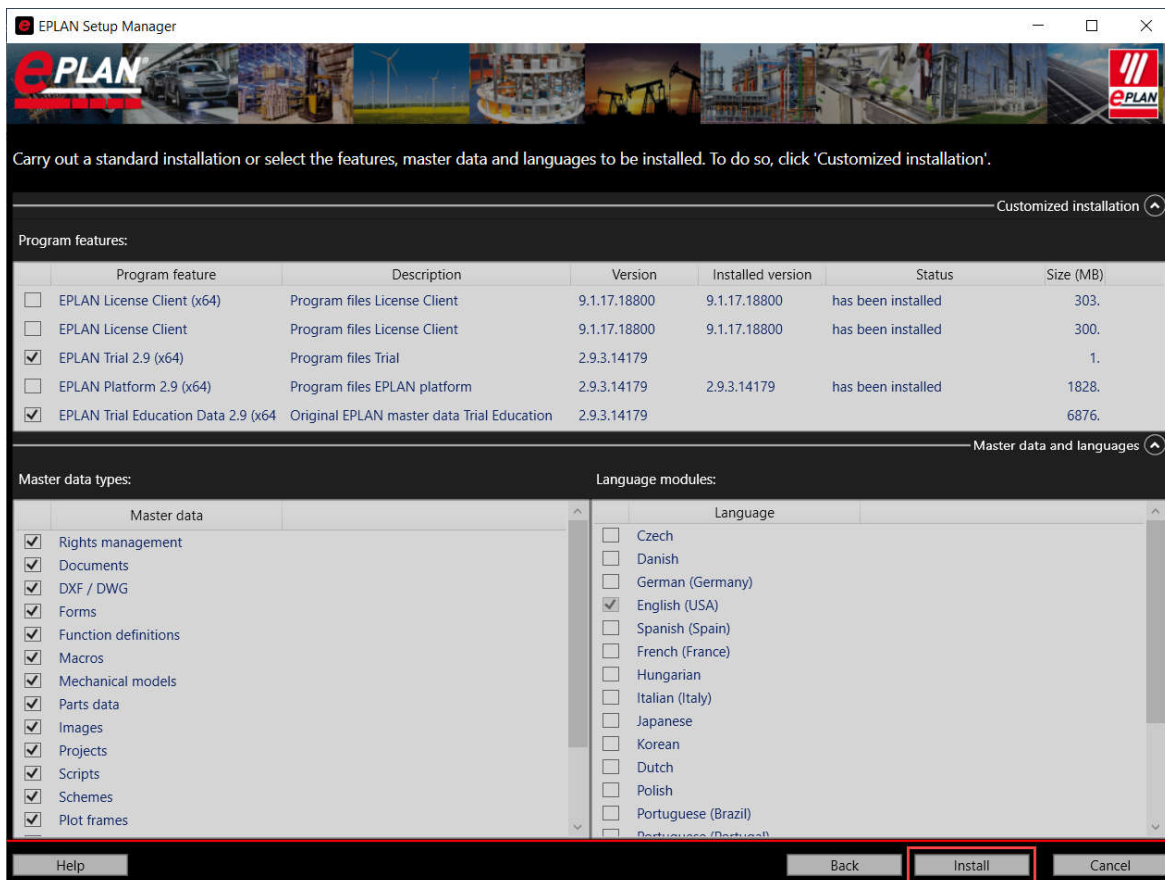 EPLAN Setup Manager
ePLAN
ePLAN
Carry out a standard installation or select the features, master data and languages to be installed. To do so, click 'Customized installation'.
Customized installation
Program features:
Program feature Description Version Installed version Status Size (MB)
EPLAN License Client (x64) Program files License Client 9.1.17.18800 9.1.17.18800 has been installed 303.
EPLAN License Client Program files License Client 9.1.17.18800 9.1.17.18800 has been installed 300.
EPLAN Trial 2.9 (x64) Program files Trial 2.9.3.14179 1.
EPLAN Platform 2.9 (x64) Program files EPLAN platform 2.9.3.14179 2.9.3.14179 has been installed 1828.
EPLAN Trial Education Data 2.9 (x64 Original EPLAN master data Trial Education 2.9.3.14179 6876.
Master data and languages
Master data types:
Master data
Rights management
Documents
DXF / DWG
Forms
Function definitions
Macros
Mechanical models
Parts data
Images
Projects
Scripts
Schemes
Plot frames
Language modules:
Language
Czech
Danish
German (Germany)
English (USA)
Spanish (Spain)
French (France)
Hungarian
Italian (Italy)
Japanese
Korean
Dutch
Polish
Portuguese (Brazil)
Portuguese (Portugal)
Help Back Install Cancel